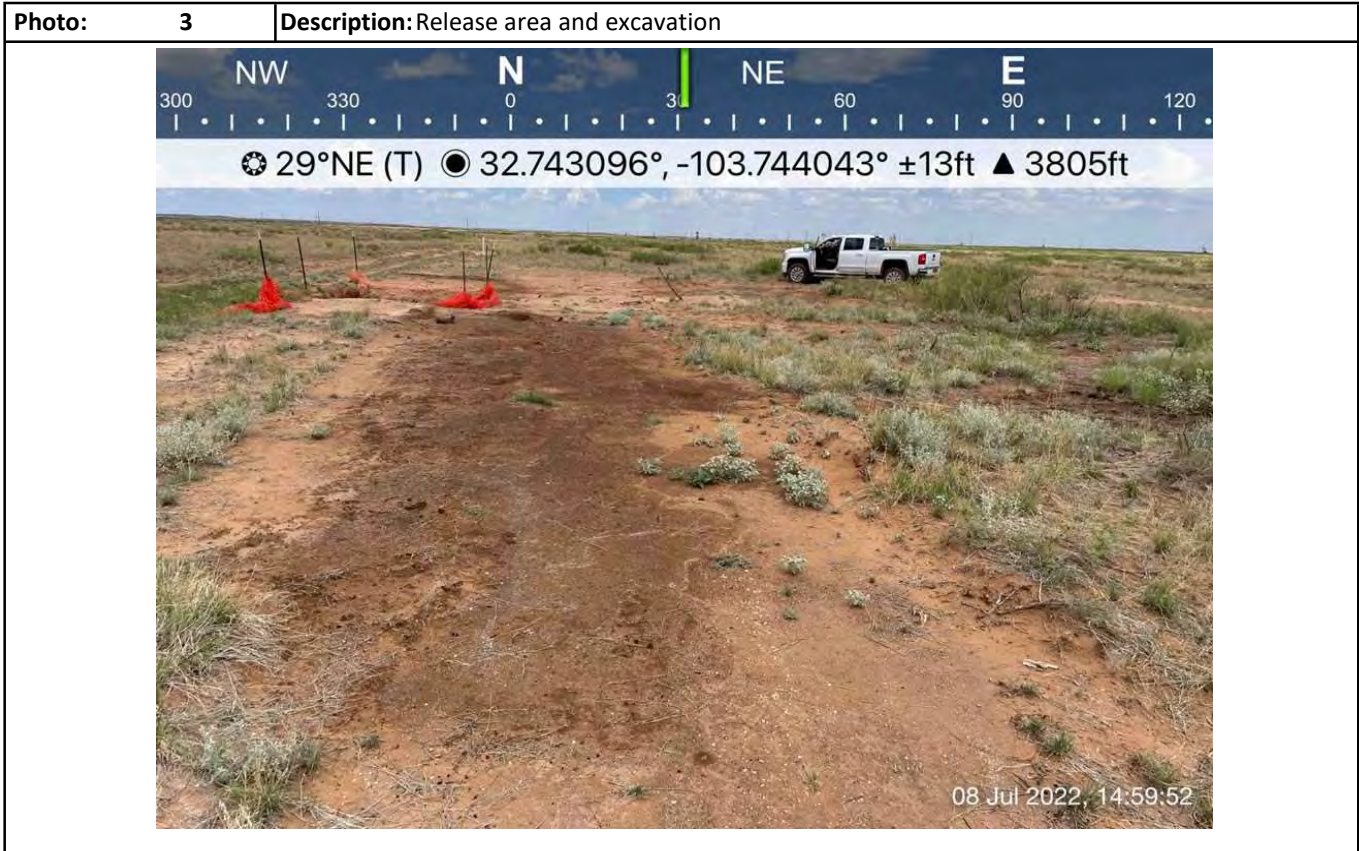 Photo: 3 Description: Release area and excavation
NW N NE E
300 330 0 30 60 90 120
29°NE (T) 32.743096°, -103.744043° ±13ft ▲ 3805ft
08 Jul 2022, 14:59:52